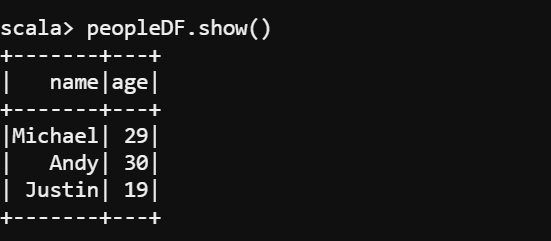 scala> peopleDF.show()
+-------+---+
|   name|age|
+-------+---+
|Michael| 29|
|   Andy| 30|
| Justin| 19|
+-------+---+